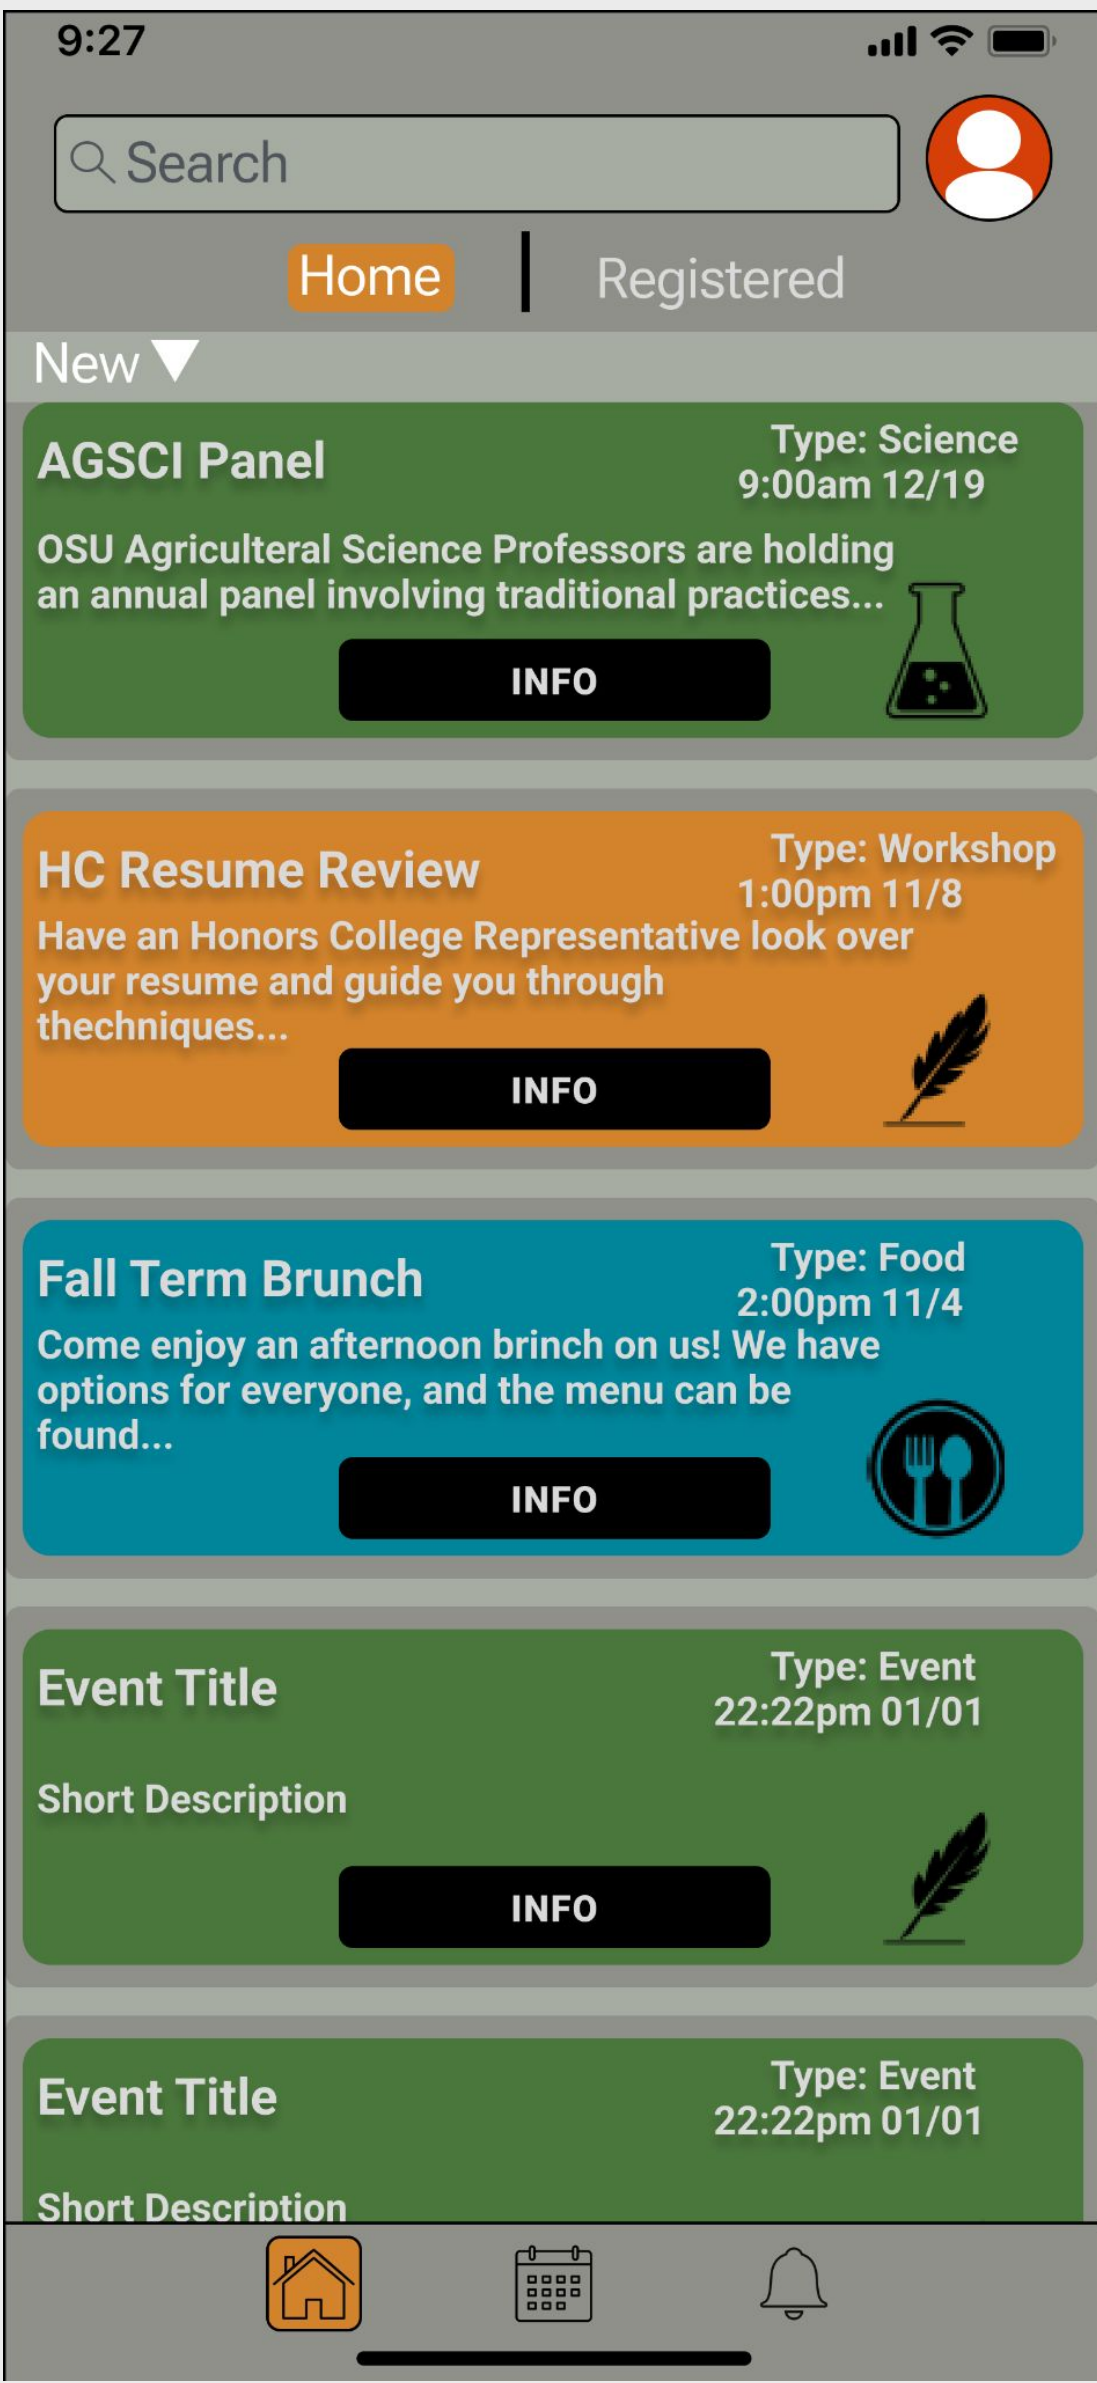 9:27
Search
Home | Registered
New
AGSCI Panel
Type: Science
9:00am 12/19
OSU Agriculteral Science Professors are holding
an annual panel involving traditional practices...
INFO
HC Resume Review
Type: Workshop
1:00pm 11/8
Have an Honors College Representative look over
your resume and guide you through
thechniques...
INFO
Fall Term Brunch
Type: Food
2:00pm 11/4
Come enjoy an afternoon brinch on us! We have
options for everyone, and the menu can be
found...
INFO
Event Title
Type: Event
22:22pm 01/01
Short Description
INFO
Event Title
Type: Event
22:22pm 01/01
Short Description